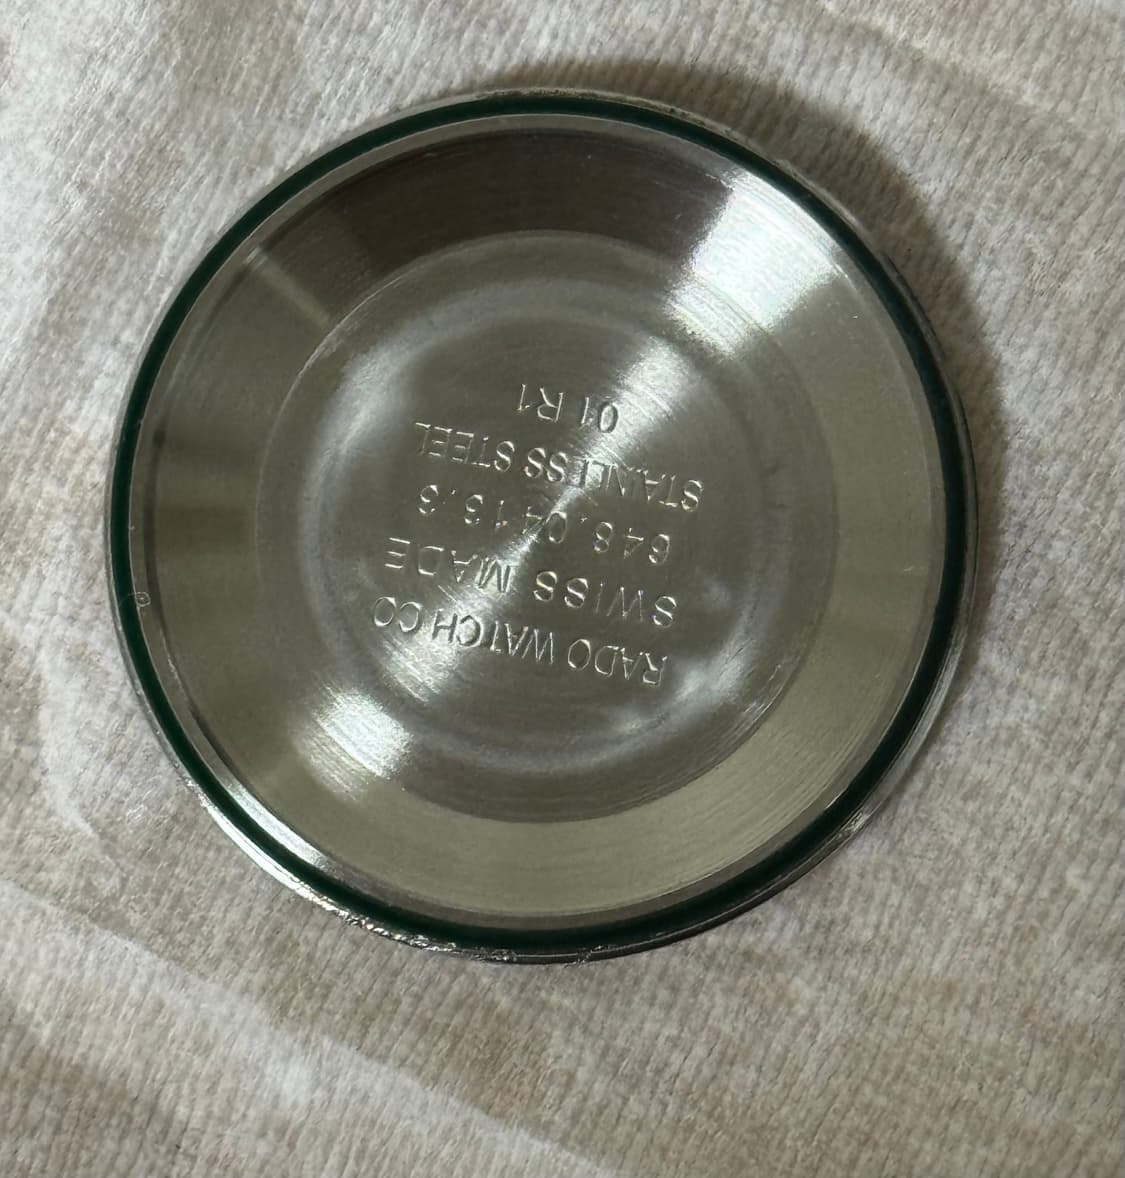 RADO WATCH CO
SWISS MADE
648.0413.3
STAINLESS STEEL
01 R1